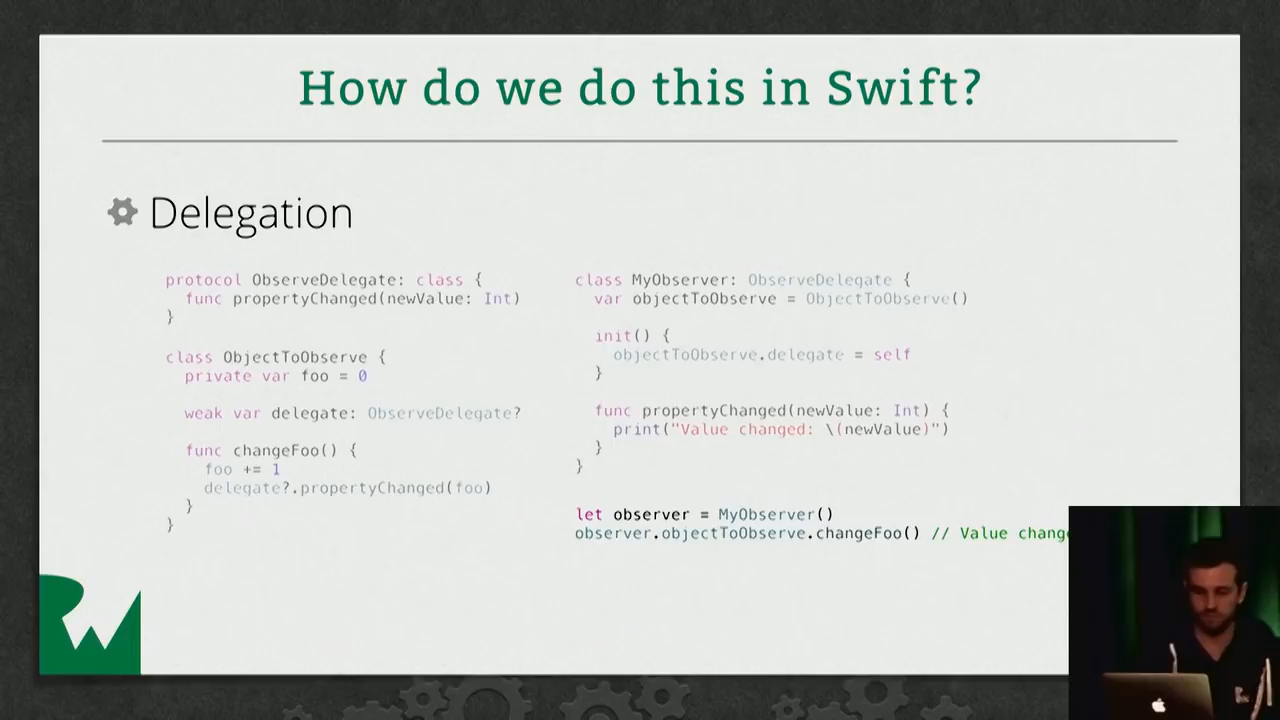 How do we do this in Swift?
Delegation
protocol ObserveDelegate: class {
func propertyChanged(newValue: Int)
}
class ObjectToObserve {
private var foo = 0
weak var delegate: ObserveDelegate?
func changeFoo() {
foo += 1
delegate?.propertyChanged(foo)
}
}
class MyObserver: ObserveDelegate {
var objectToObserve = ObjectToObserve()
init() {
objectToObserve.delegate = self
}
func propertyChanged(newValue: Int) {
print("Value changed: \(newValue)")
}
}
let observer = MyObserver()
observer.objectToObserve.changeFoo() // Value
RW